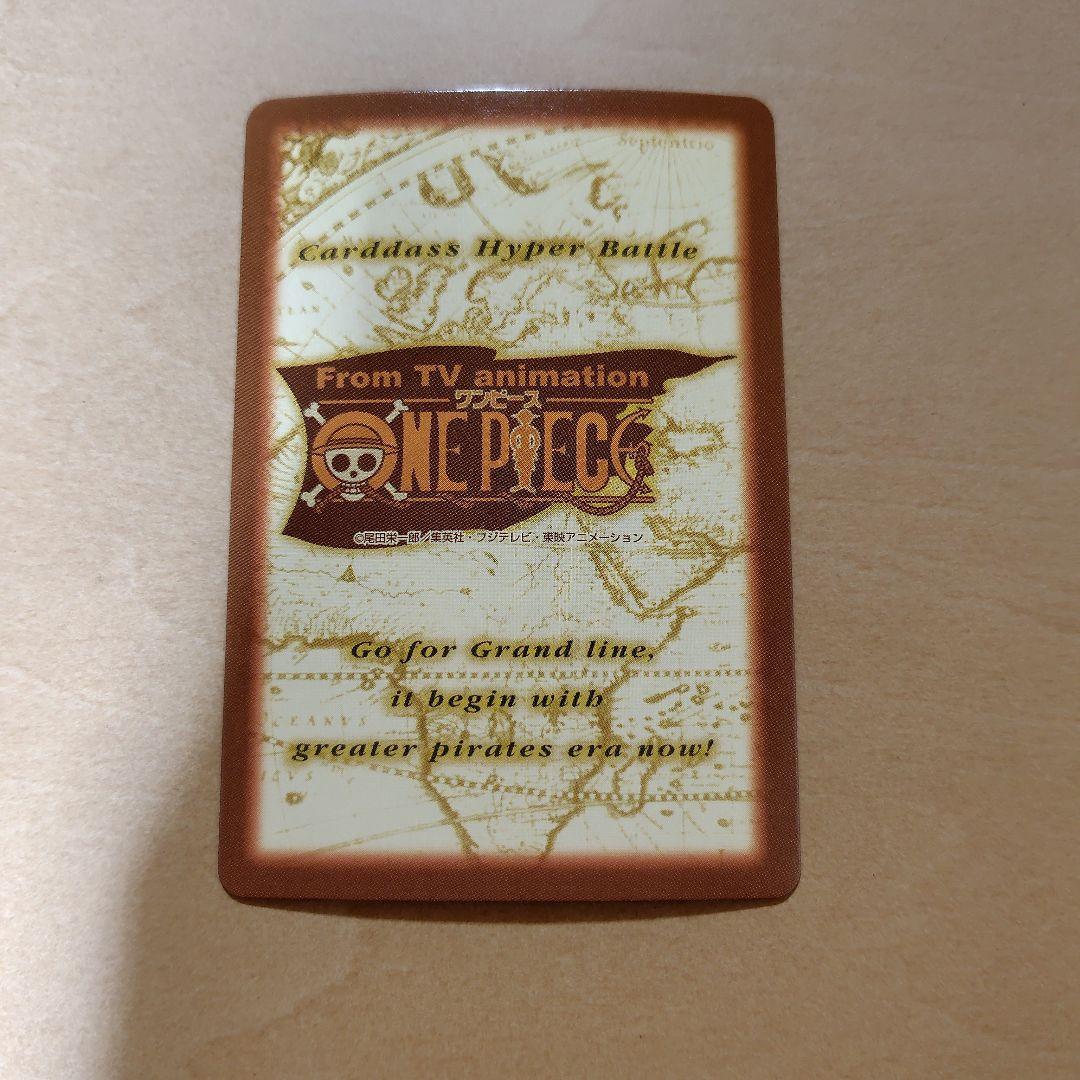 Septentrio
Carddass Hyper Battle
From TV animation
ワンピース
ONE PIECE
©尾田栄一郎／集英社・フジテレビ・東映アニメーション
Go for Grand line,
it begin with
OCEANVS
greater pirates era now!